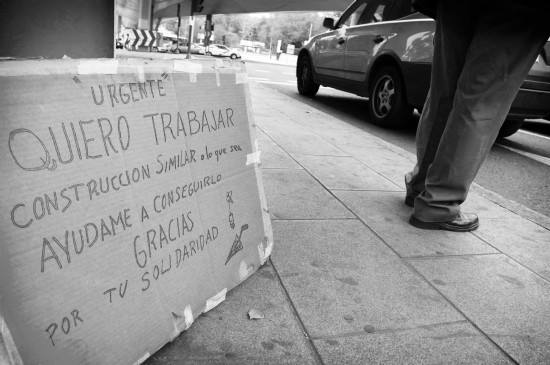 "URGENTE"
QUIERO TRABAJAR
CONSTRUCCION SIMILAR o lo que sea
AYUDAME A CONSEGUIRLO
GRACIAS
POR TU SOLIDARIDAD